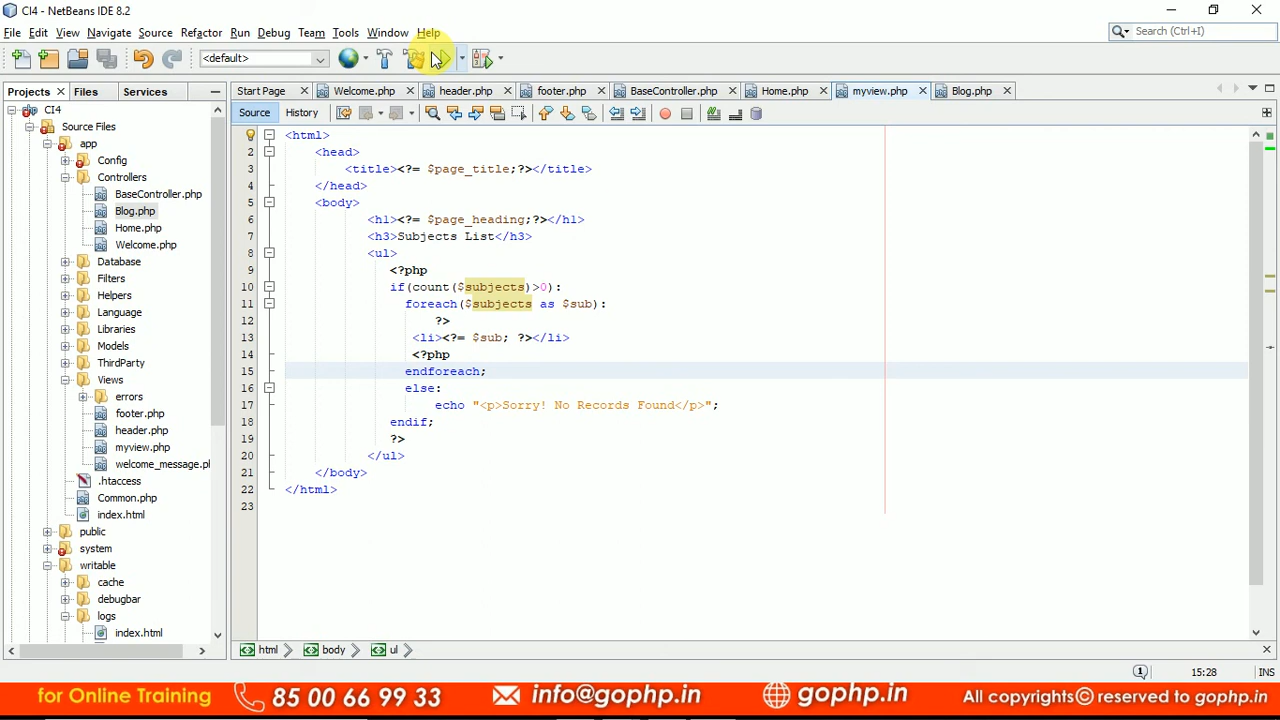 CI4 - NetBeans IDE 8.2
File Edit View Navigate Source Refactor Run Debug Team Tools Window Help
Search (Ctrl+I)
<default>
Projects Files Services
Start Page Welcome.php header.php footer.php BaseController.php Home.php myview.php Blog.php
Source History
CI4
Source Files
app
Config
Controllers
BaseController.php
Blog.php
Home.php
Welcome.php
Database
Filters
Helpers
Language
Libraries
Models
ThirdParty
Views
errors
footer.php
header.php
myview.php
welcome_message.pl
.htaccess
Common.php
index.html
public
system
writable
cache
debugbar
logs
index.html
<html>
2 <head>
3 <title><?= $page_title;?></title>
4 </head>
5 <body>
6 <h1><?= $page_heading;?></h1>
7 <h3>Subjects List</h3>
8 <ul>
9 <?php
10 if(count($subjects)>0):
11 foreach($subjects as $sub):
12 ?>
13 <li><?= $sub; ?></li>
14 <?php
15 endforeach;
16 else:
17 echo "<p>Sorry! No Records Found</p>";
18 endif;
19 ?>
20 </ul>
21 </body>
22 </html>
23
html body ul
1 15:28 INS
for Online Training 85 00 66 99 33 info@gophp.in gophp.in All copyrights© reserved to gophp.in